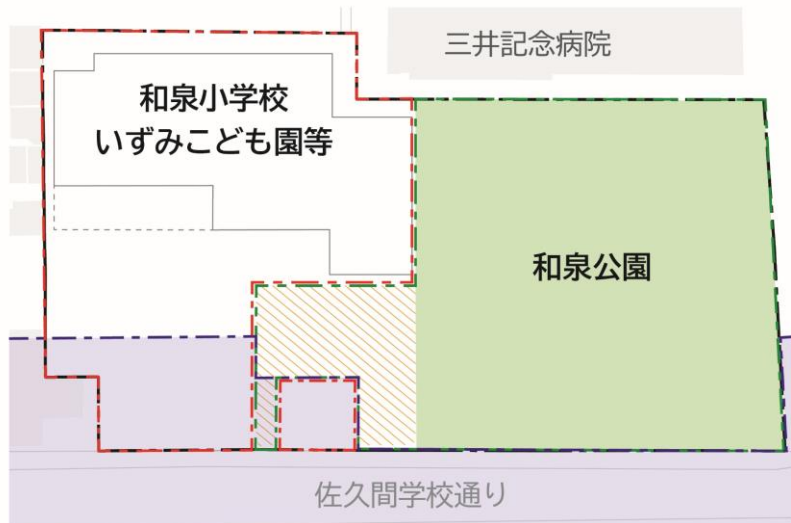 三井記念病院
和泉小学校
いずみこども園等
和泉公園
佐久間学校通り